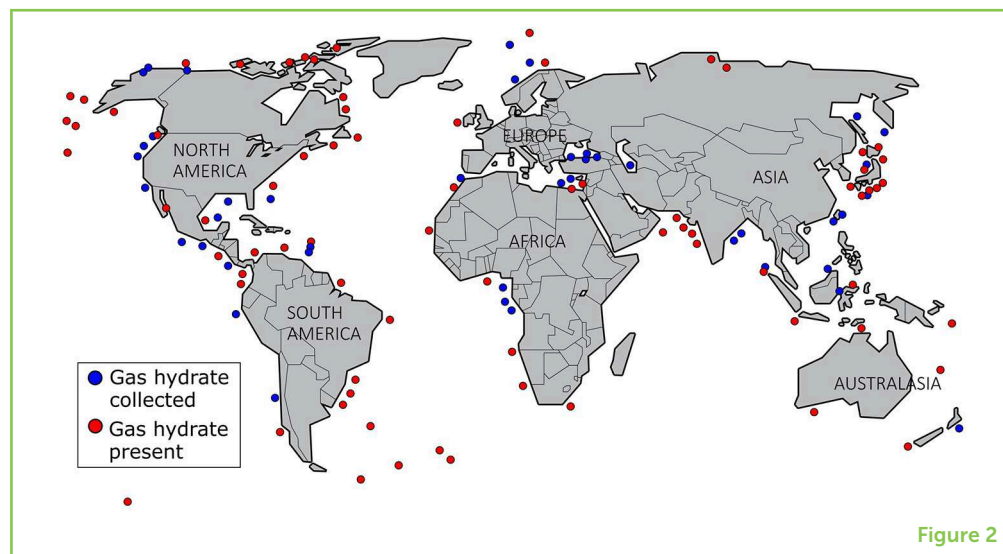 NORTH
AMERICA
EUROPE
ASIA
AFRICA
SOUTH
AMERICA
AUSTRALASIA
Gas hydrate
collected
Gas hydrate
present
Figure 2